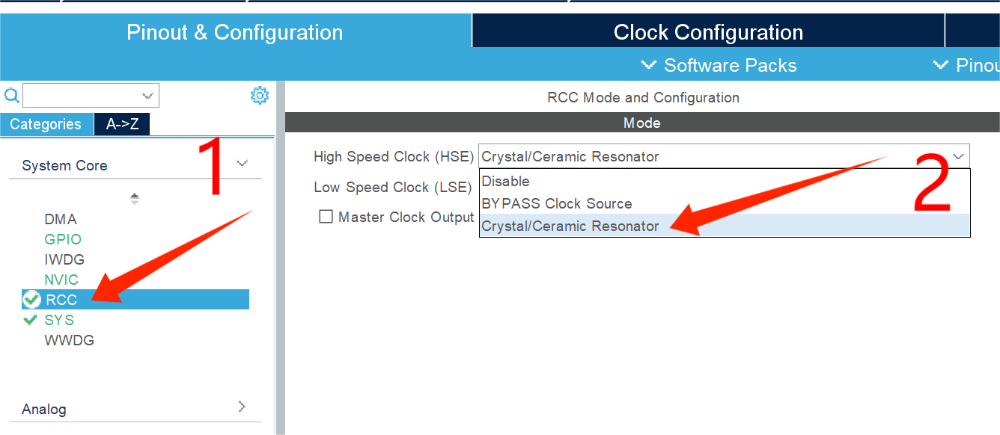 Pinout & Configuration
Clock Configuration
Software Packs
Pinou
Categories
A->Z
1
System Core
DMA
GPIO
IWDG
NVIC
RCC
SYS
WWDG
Analog
RCC Mode and Configuration
Mode
High Speed Clock (HSE) Crystal/Ceramic Resonator
Low Speed Clock (LSE)
Master Clock Output
Disable
BYPASS Clock Source
Crystal/Ceramic Resonator
2